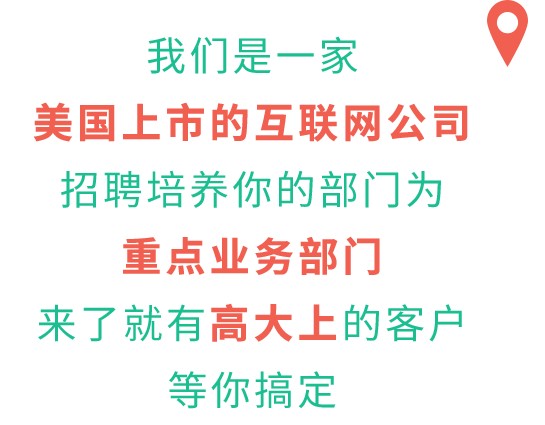 我们是一家
美国上市的互联网公司
招聘培养你的部门为
重点业务部门
来了就有高大上的客户
等你搞定